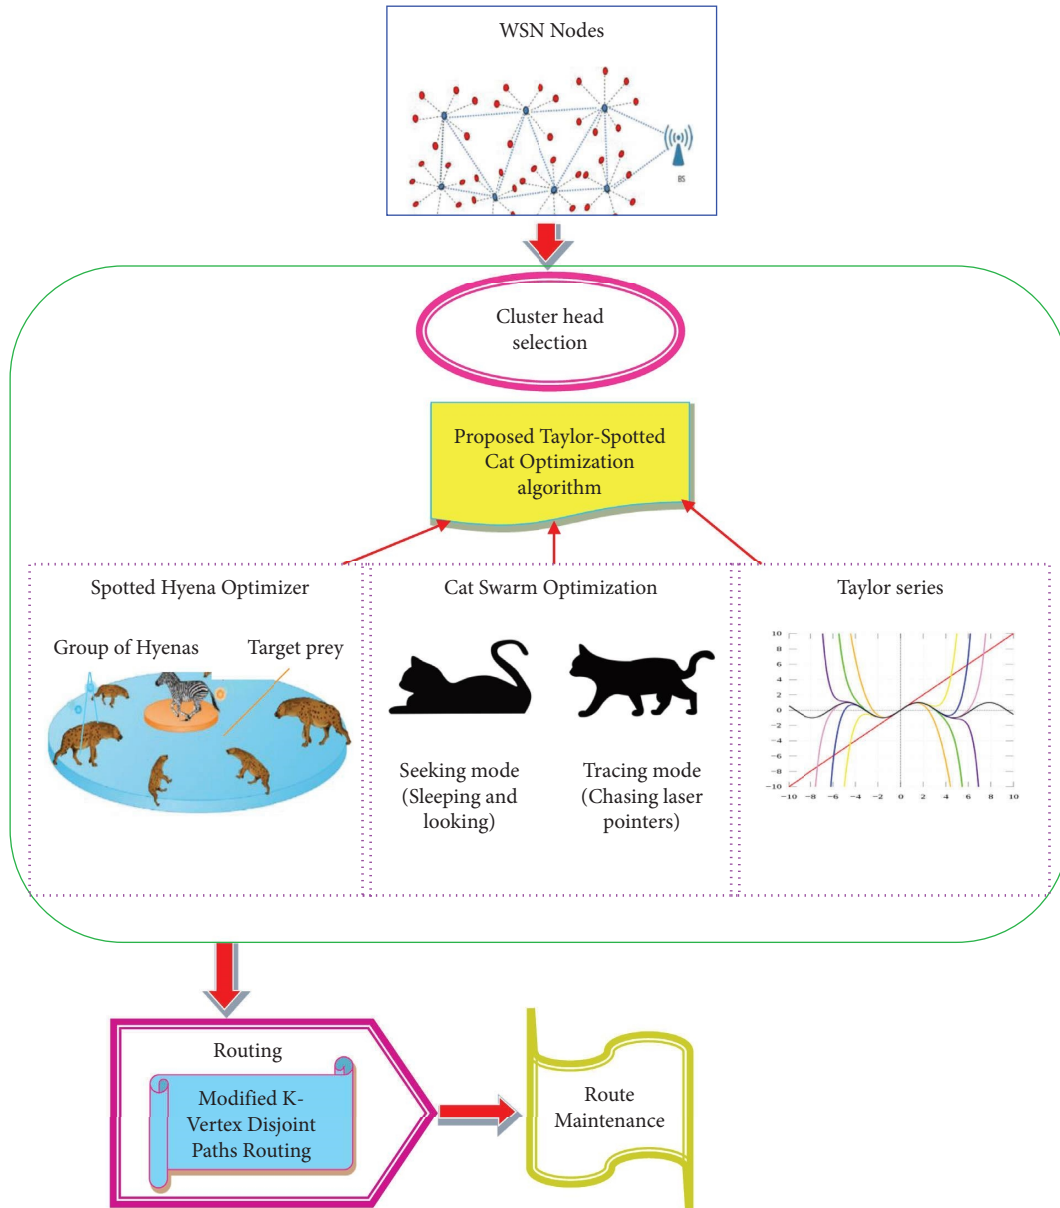 WSN Nodes
BS
Cluster head
selection
Proposed Taylor-Spotted
Cat Optimization
algorithm
Spotted Hyena Optimizer
Group of Hyenas
Target prey
Cat Swarm Optimization
Seeking mode
(Sleeping and
looking)
Tracing mode
(Chasing laser
pointers)
Taylor series
10
8
6
4
2
0
−2
−4
−6
−8
−10
−10 −8 −6 −4 −2 0 2 4 6 8 10
Routing
Modified K-
Vertex Disjoint
Paths Routing
Route
Maintenance